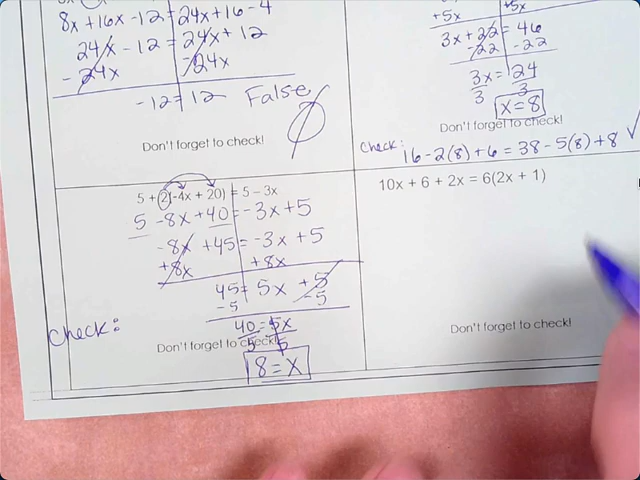 8x + 16x - 12 = 24x + 16 - 4
24x - 12 = 24x + 12
- 24x - 24x
-12 = 12 False
∅
Don't forget to check!
+5x +5x
3x + 22 = 46
-22 -22
3x = 24
3 3
x = 8
Don't forget to check!
check: 16 - 2(8) + 6 = 38 - 5(8) + 8 ✓
5 + 2(-4x + 20) = 5 - 3x
5 - 8x + 40 = -3x + 5
-8x + 45 = -3x + 5
+8x +8x
45 = 5x + 5
-5 -5
40 = 5x
5 5
check:
Don't forget to check!
8 = x
10x + 6 + 2x = 6(2x + 1)
Don't forget to check!